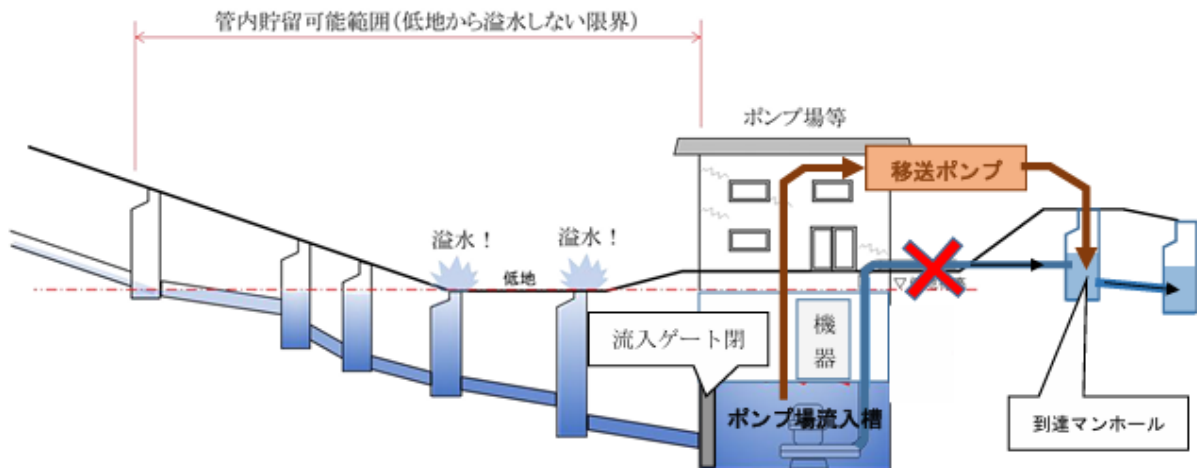 管内貯留可能範囲(低地から溢水しない限界)
ポンプ場等
移送ポンプ
溢水！
溢水！
低地
流入ゲート閉
機
器
ポンプ場流入槽
到達マンホール